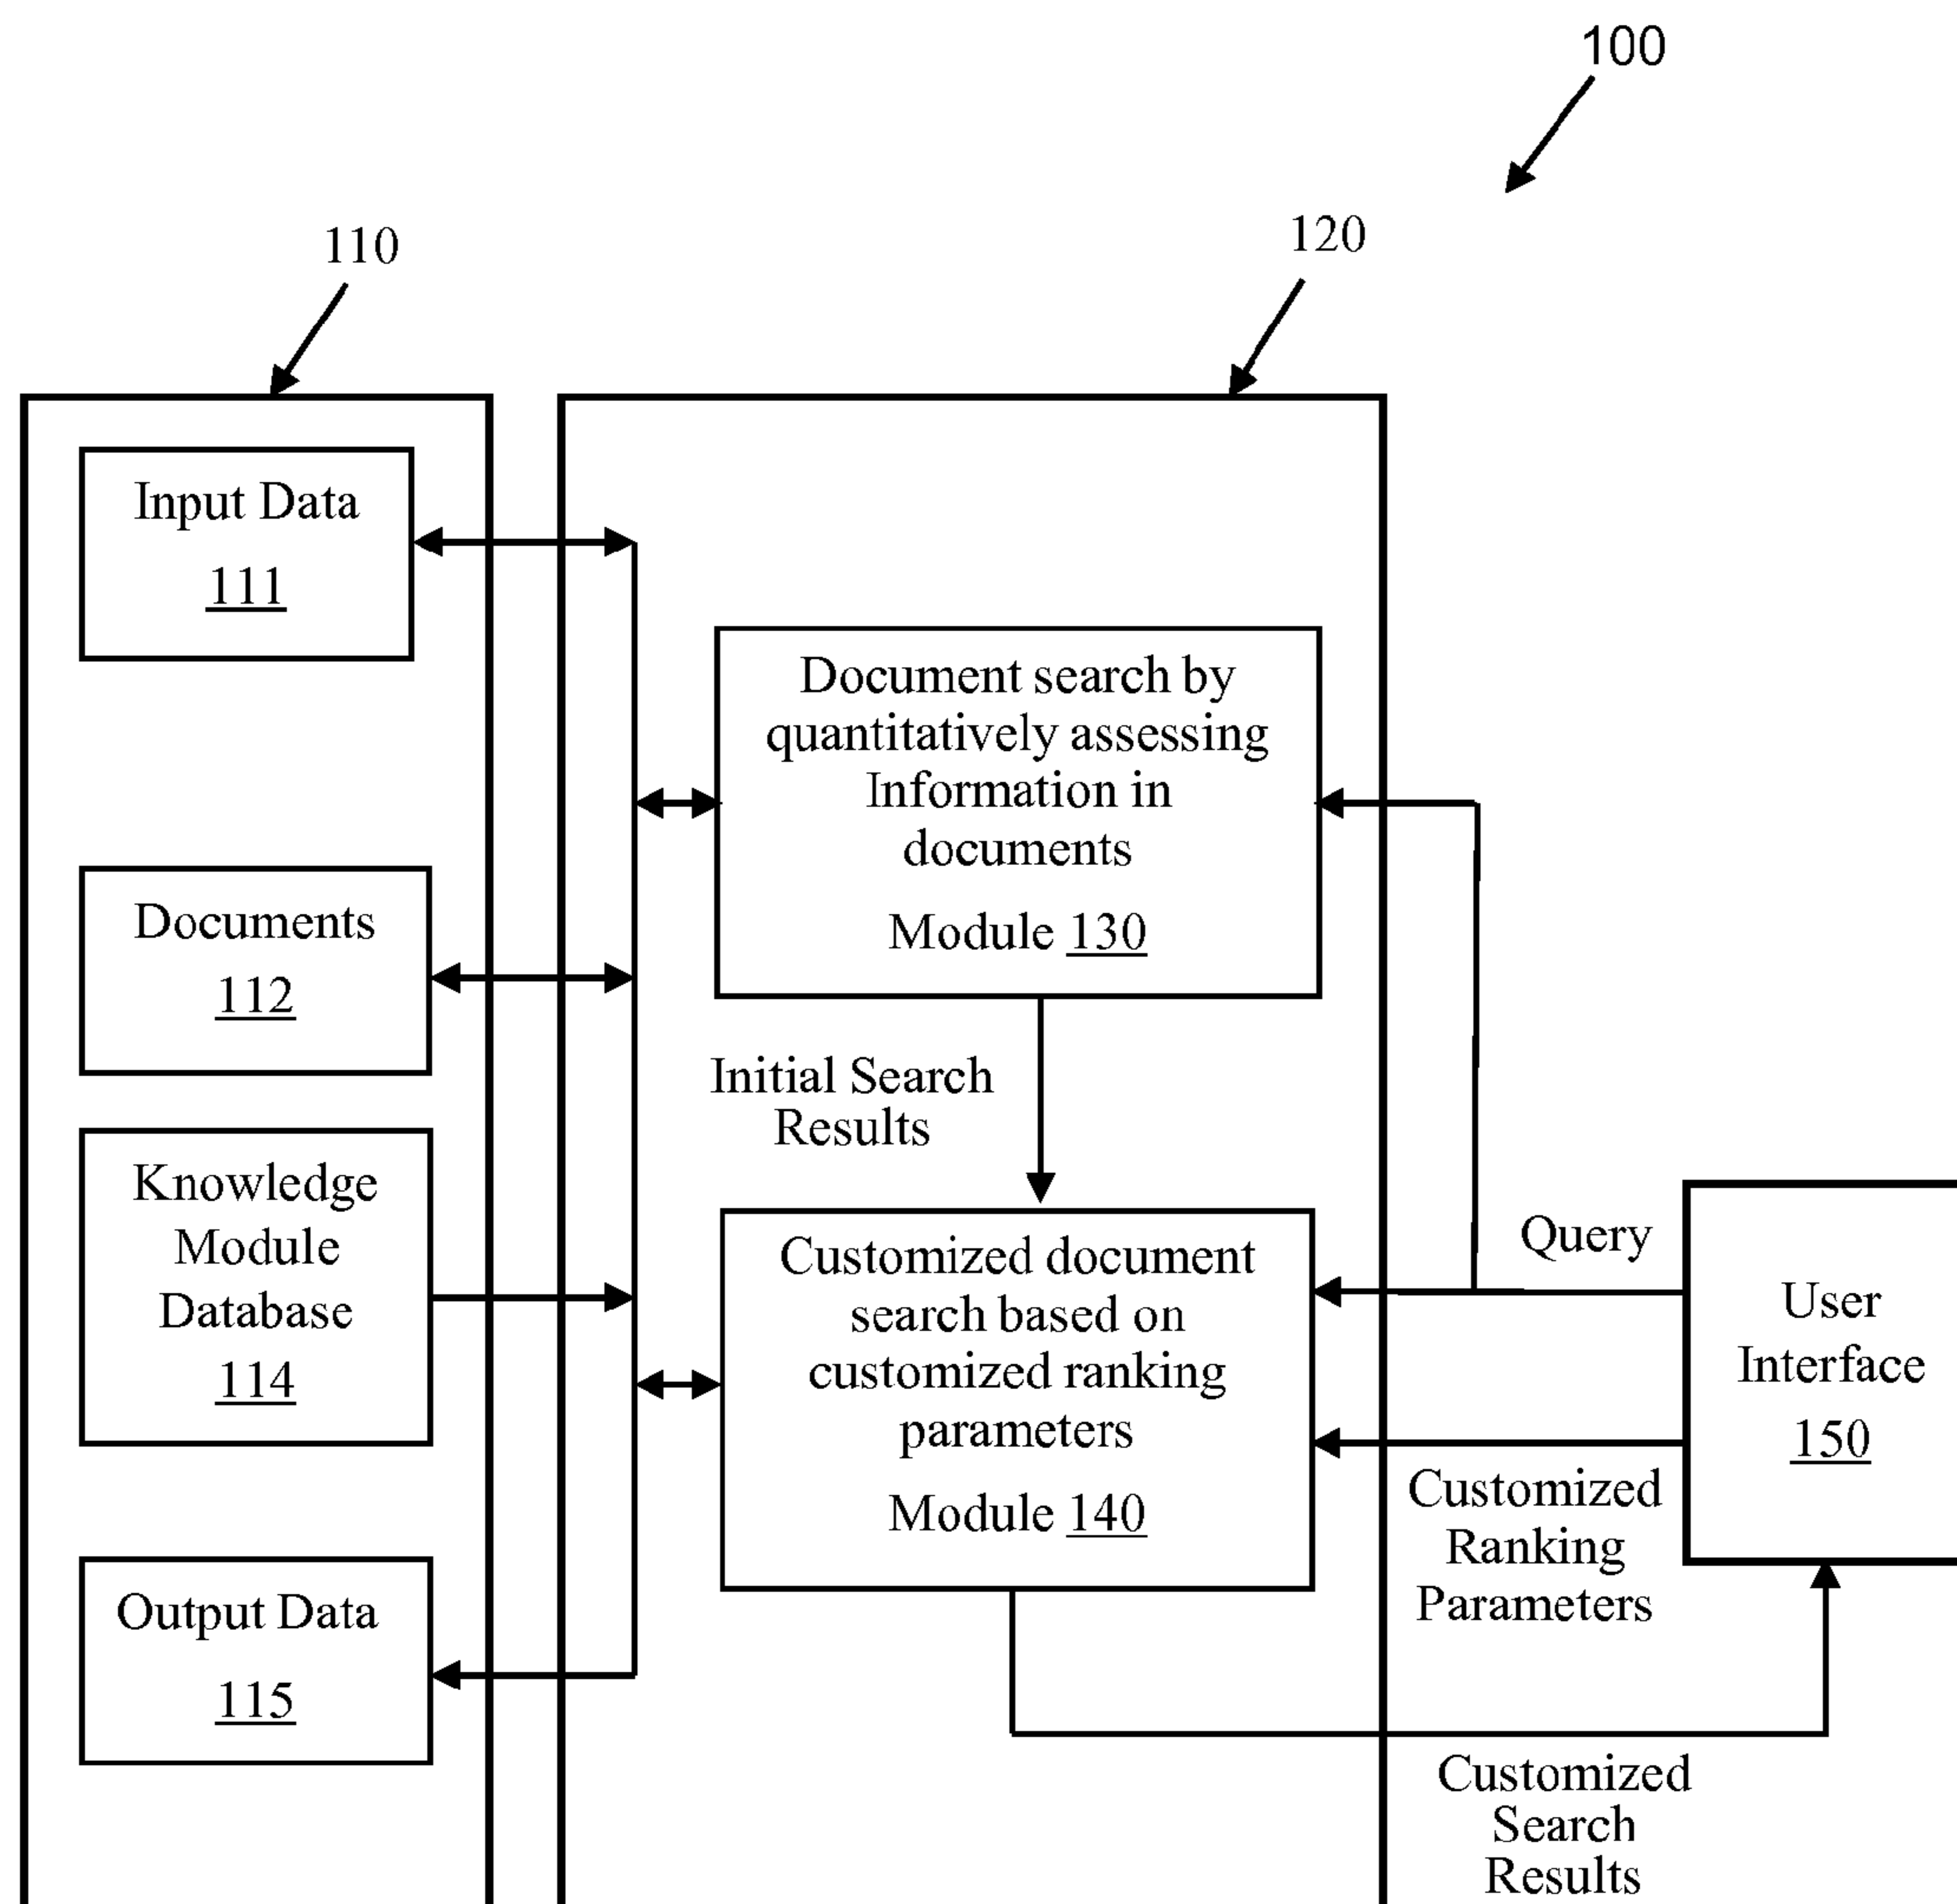 100
110
120
Input Data
111
Documents
112
Knowledge
Module
Database
114
Output Data
115
Document search by
quantitatively assessing
Information in
documents
Module 130
Initial Search
Results
Customized document
search based on
customized ranking
parameters
Module 140
Query
User
Interface
150
Customized
Ranking
Parameters
Customized
Search
Results